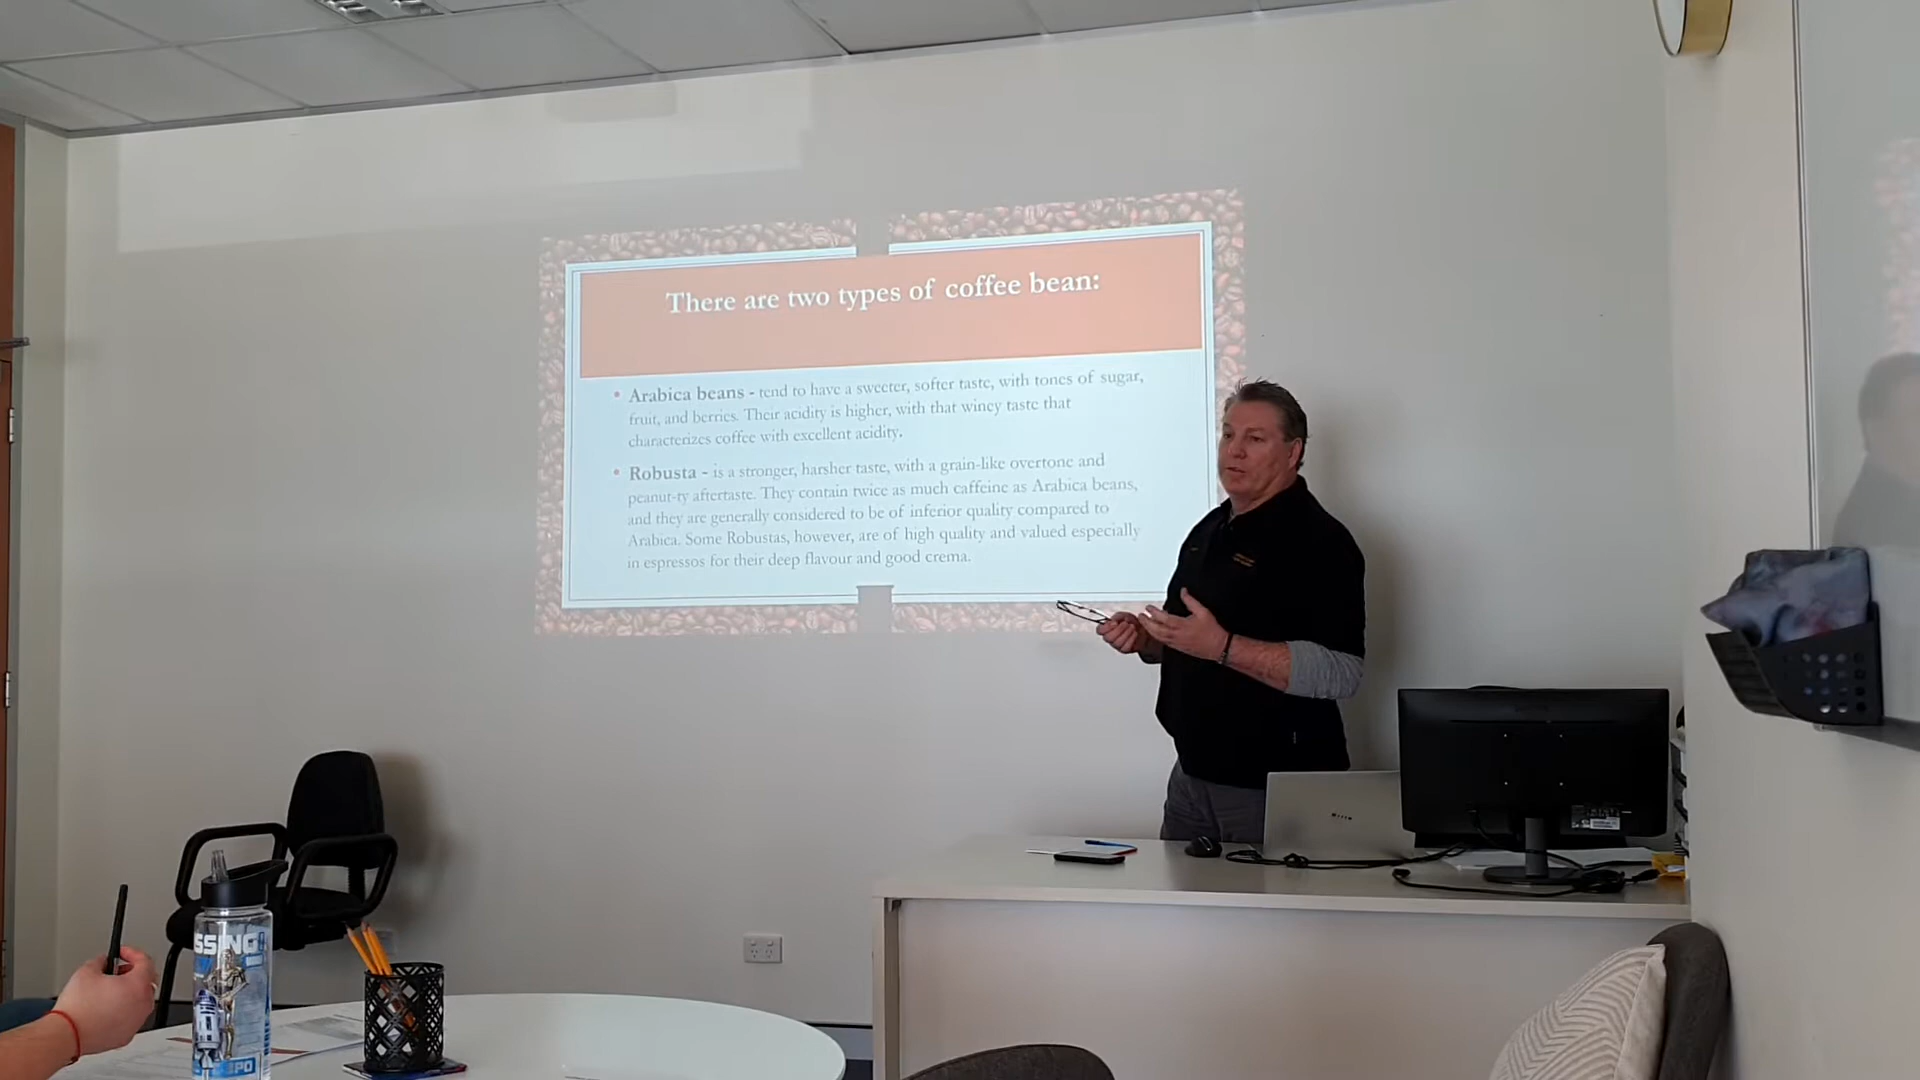 There are two types of coffee bean:
• Arabica beans - tend to have a sweeter, softer taste, with tones of sugar,
fruit, and berries. Their acidity is higher, with that winey taste that
characterizes coffee with excellent acidity.
• Robusta - is a stronger, harsher taste, with a grain-like overtone and
peanut-ty aftertaste. They contain twice as much caffeine as Arabica beans,
and they are generally considered to be of inferior quality compared to
Arabica. Some Robustas, however, are of high quality and valued especially
in espressos for their deep flavour and good crema.
SSING
3PO